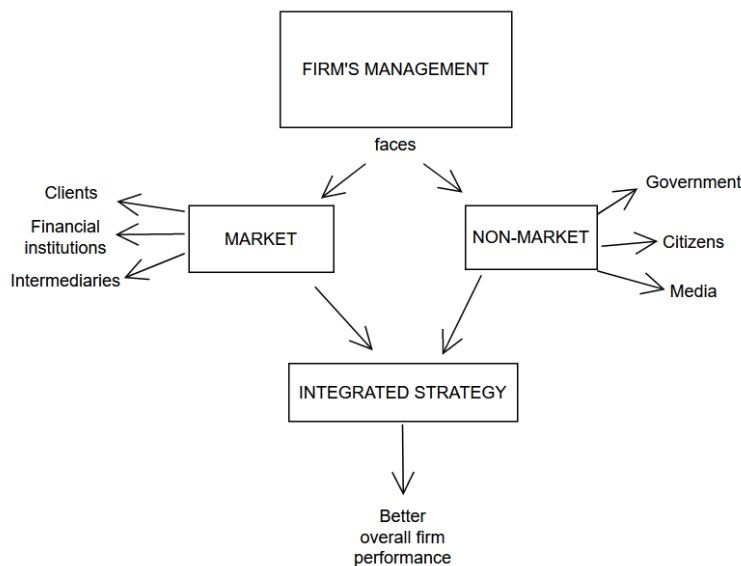 FIRM'S MANAGEMENT
faces
Clients
Financial
institutions
Intermediaries
MARKET
NON-MARKET
Government
Citizens
Media
INTEGRATED STRATEGY
Better
overall firm
performance